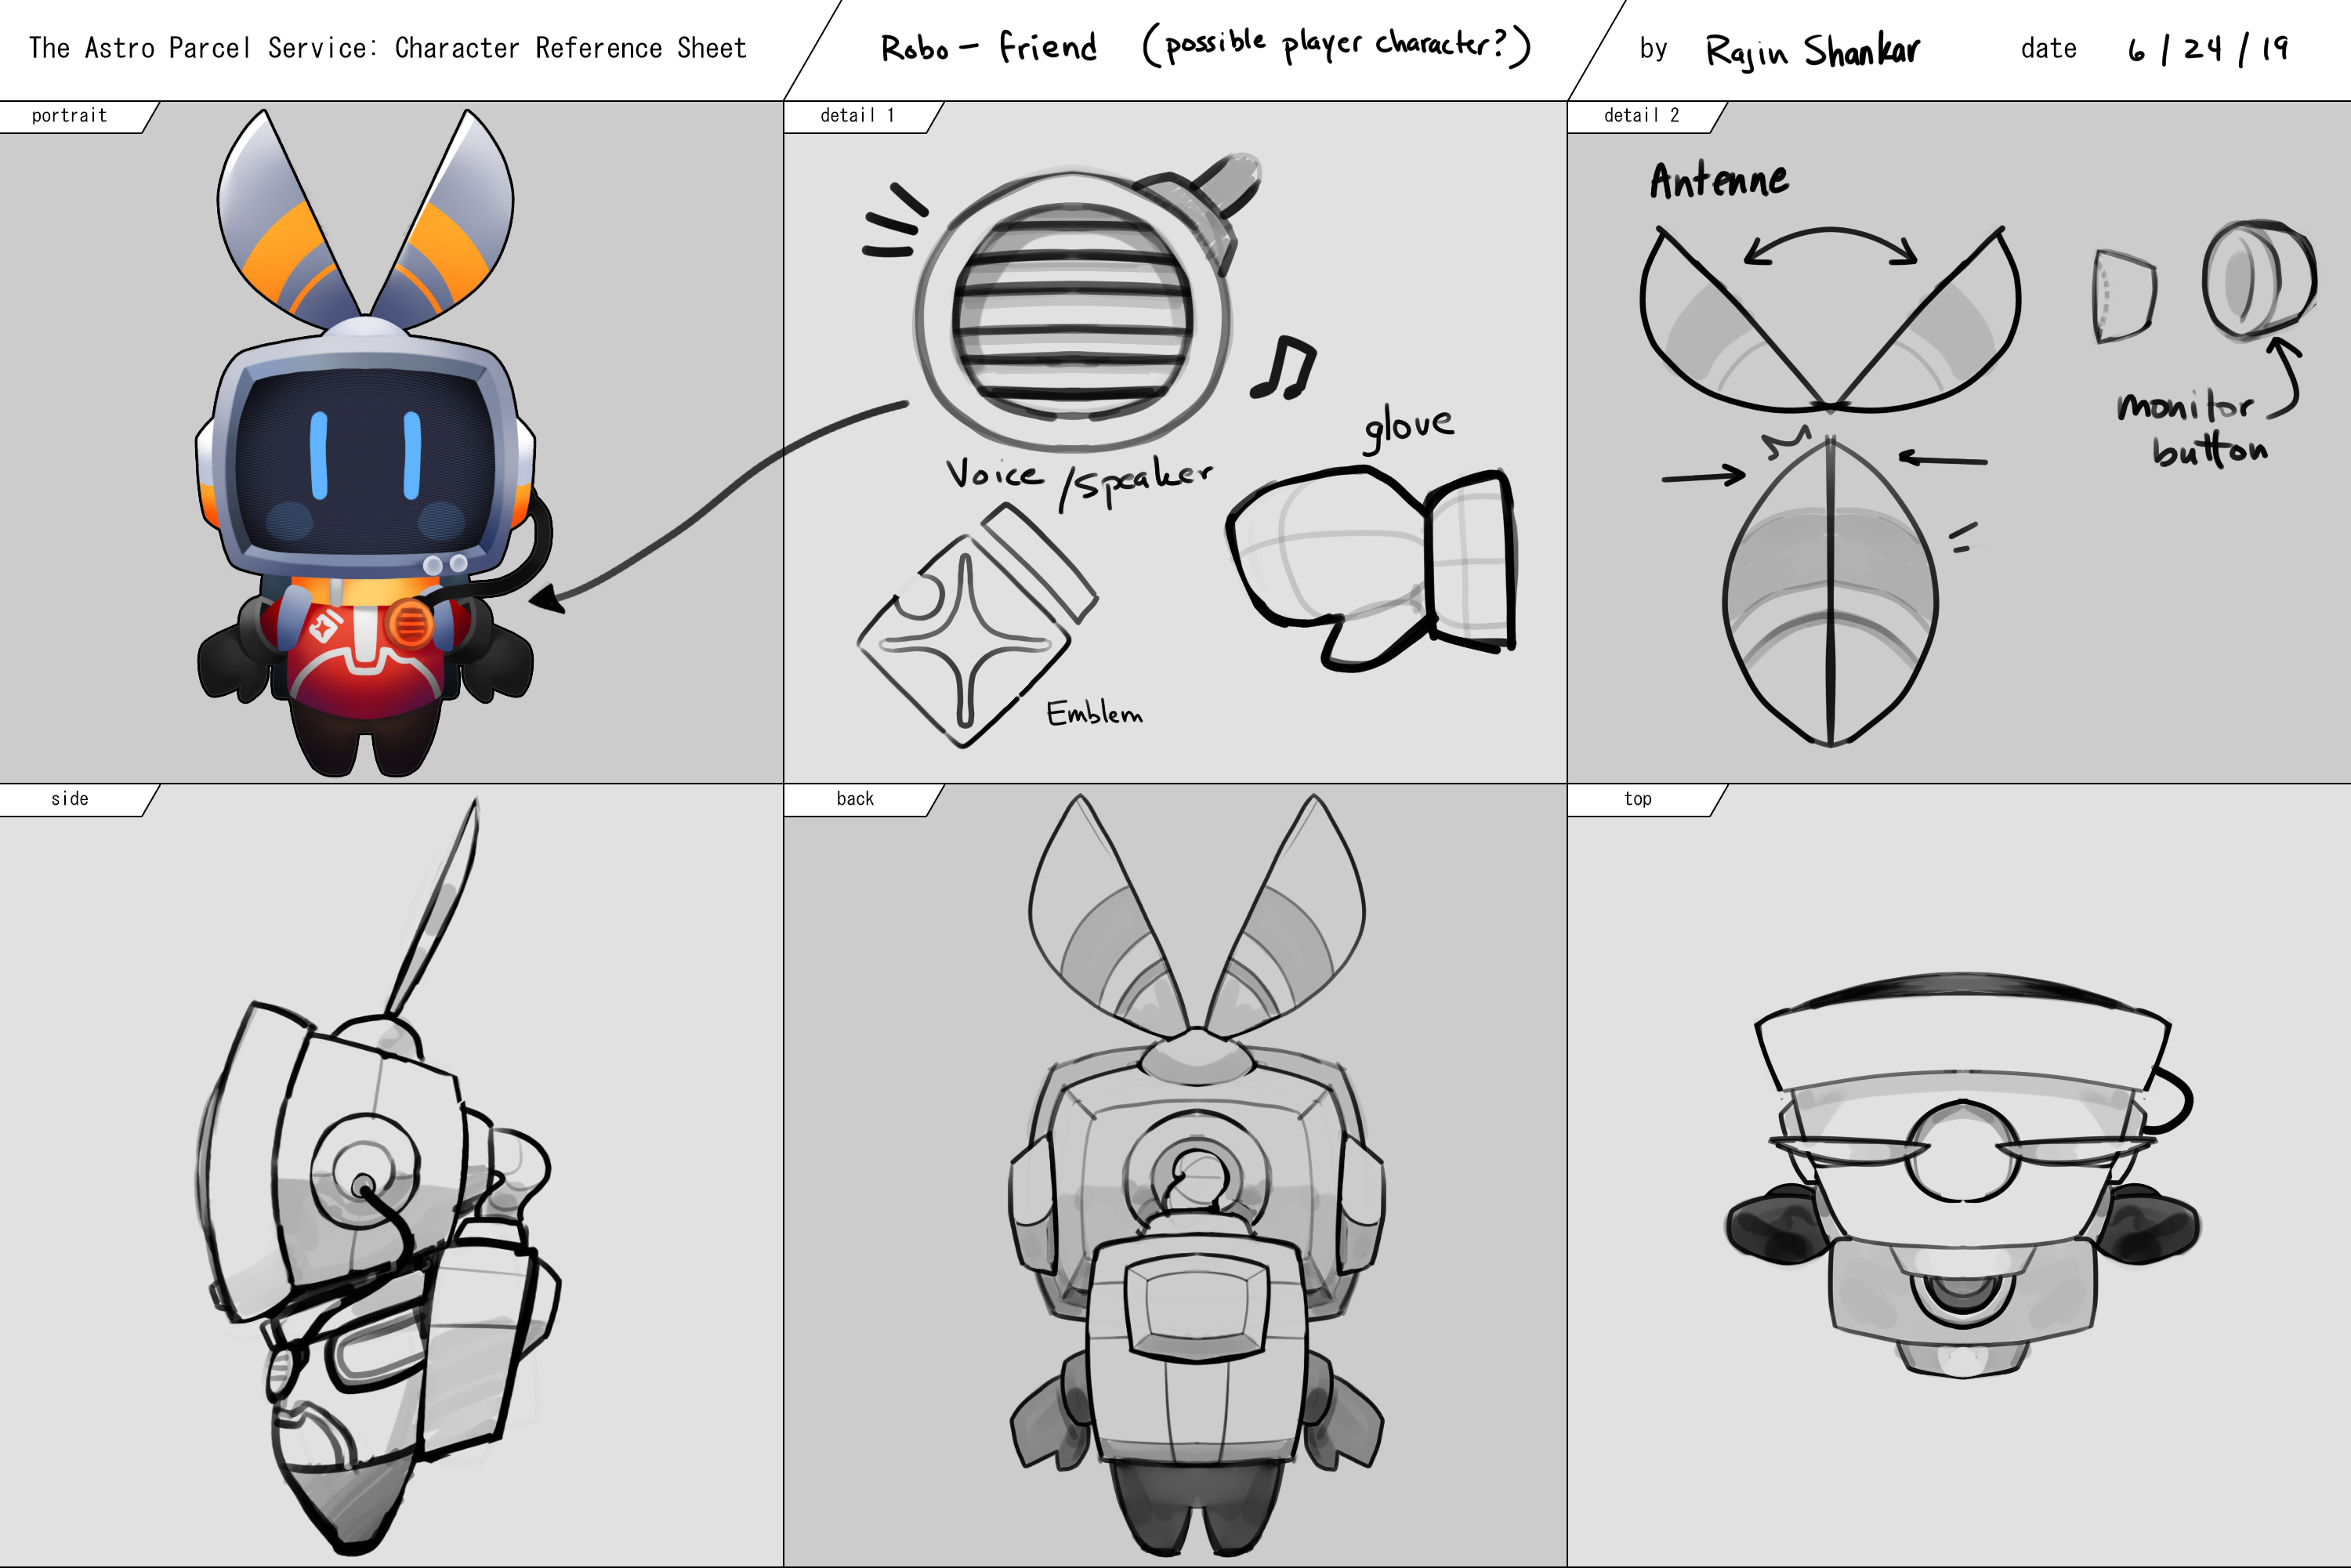 The Astro Parcel Service: Character Reference Sheet
Robo - friend (possible player character?)
by Rajin Shankar
date 6/24/19
portrait
detail 1
Voice/speaker
glove
Emblem
detail 2
Antenne
monitor
button
side
back
top